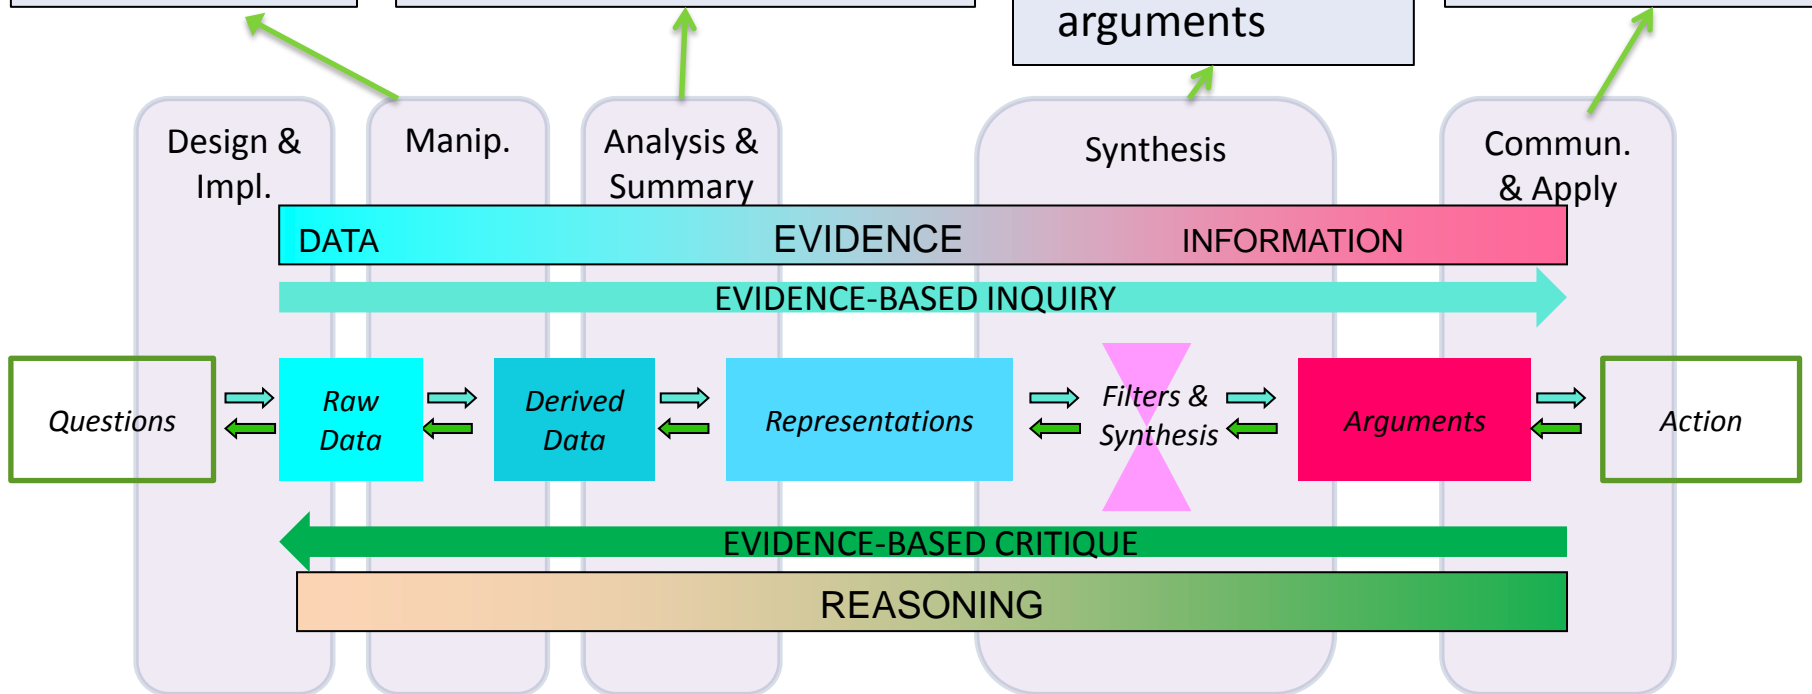 arguments
Design &
Impl.
Manip.
Analysis &
Summary
Synthesis
Commun.
& Apply
DATA
EVIDENCE
INFORMATION
EVIDENCE-BASED INQUIRY
Questions
Raw
Data
Derived
Data
Representations
Filters &
Synthesis
Arguments
Action
EVIDENCE-BASED CRITIQUE
REASONING